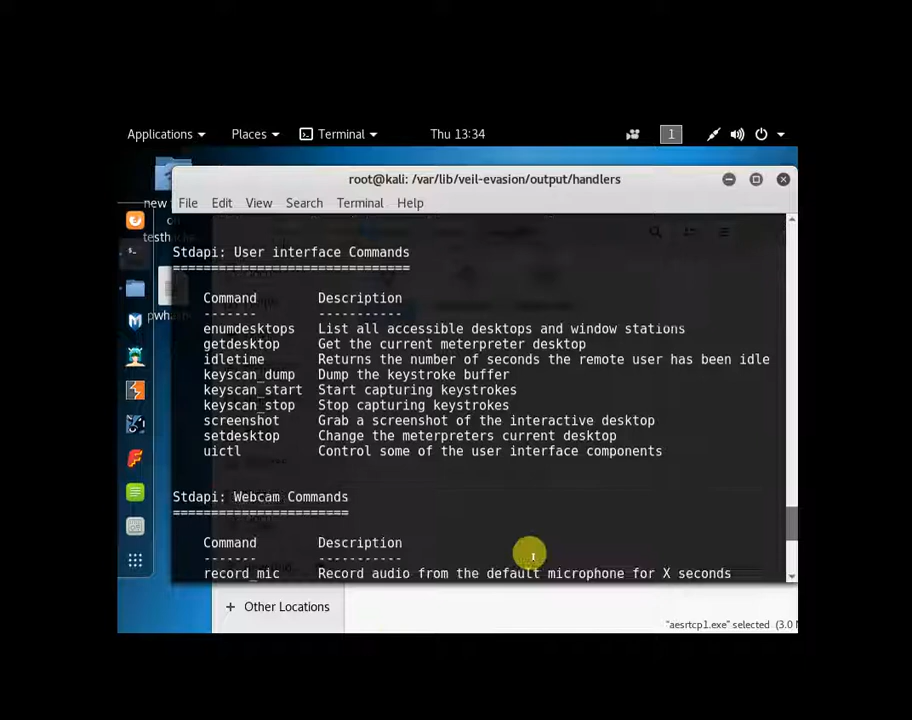 Applications Places Terminal Thu 13:34 1
root@kali: /var/lib/veil-evasion/output/handlers
new
File Edit View Search Terminal Help
Stdapi: User interface Commands
===============================
Command Description
------- -----------
enumdesktops List all accessible desktops and window stations
getdesktop Get the current meterpreter desktop
idletime Returns the number of seconds the remote user has been idle
keyscan_dump Dump the keystroke buffer
keyscan_start Start capturing keystrokes
keyscan_stop Stop capturing keystrokes
screenshot Grab a screenshot of the interactive desktop
setdesktop Change the meterpreters current desktop
uictl Control some of the user interface components
Stdapi: Webcam Commands
=======================
Command Description
------- -----------
record_mic Record audio from the default microphone for X seconds
+ Other Locations
"aesrtcp1.exe" selected (3.0